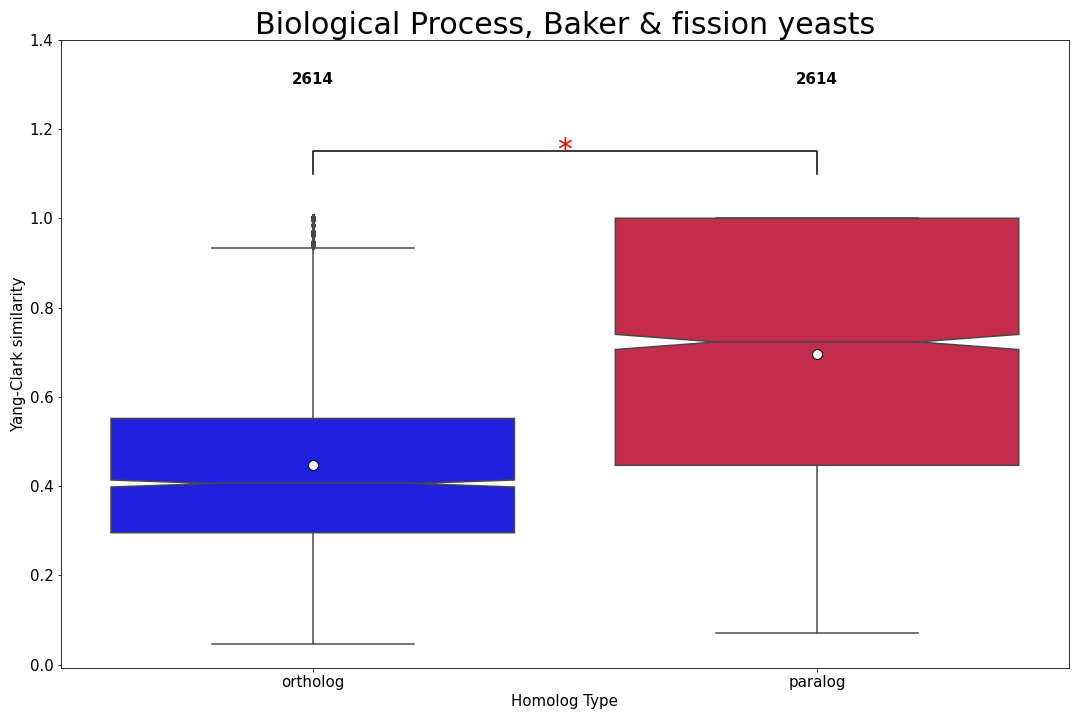 Biological Process, Baker & fission yeasts
1.4
2614
2614
1.2
*
1.0
0.8
Yang-Clark similarity
0.6
0.4
0.2
0.0
ortholog
paralog
Homolog Type